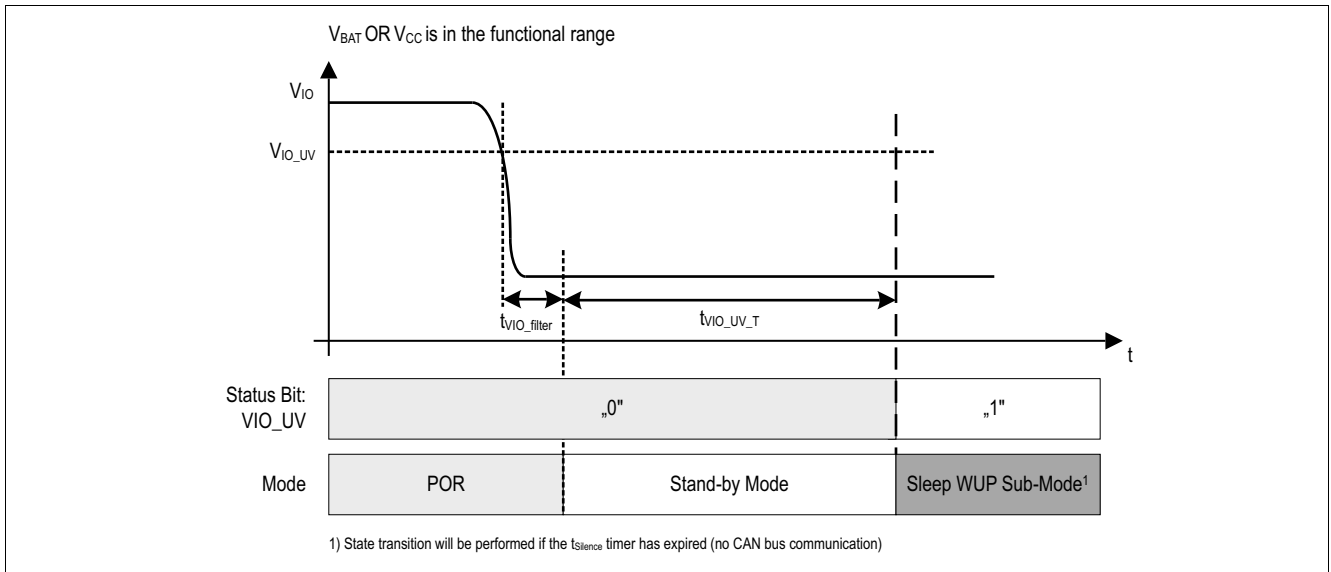 VBAT OR VCC is in the functional range
VIO
VIO_UV
tVIO_filter
tVIO_UV_T
t
Status Bit:
VIO_UV
„0"
„1"
Mode
POR
Stand-by Mode
Sleep WUP Sub-Mode1
1) State transition will be performed if the tSilence timer has expired (no CAN bus communication)